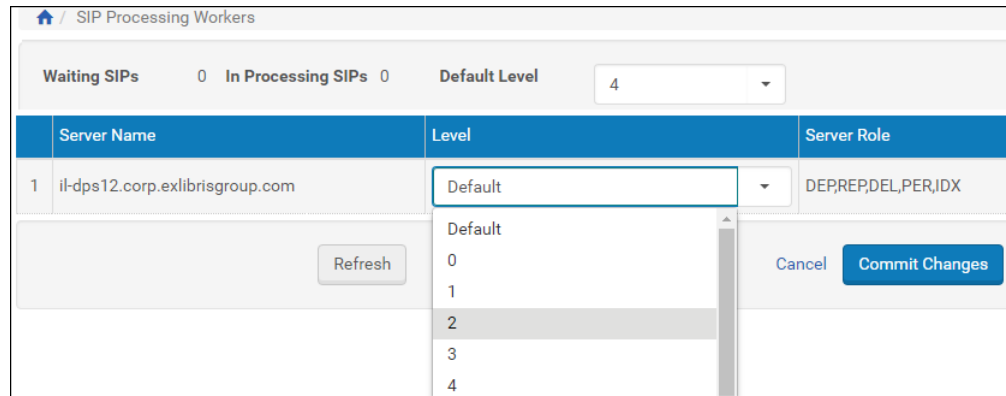 / SIP Processing Workers
Waiting SIPs 0 In Processing SIPs 0 Default Level 4
Server Name Level Server Role
1 il-dps12.corp.exlibrisgroup.com Default DEP,REP,DEL,PER,IDX
Default
Refresh 0 Cancel Commit Changes
1
2
3
4